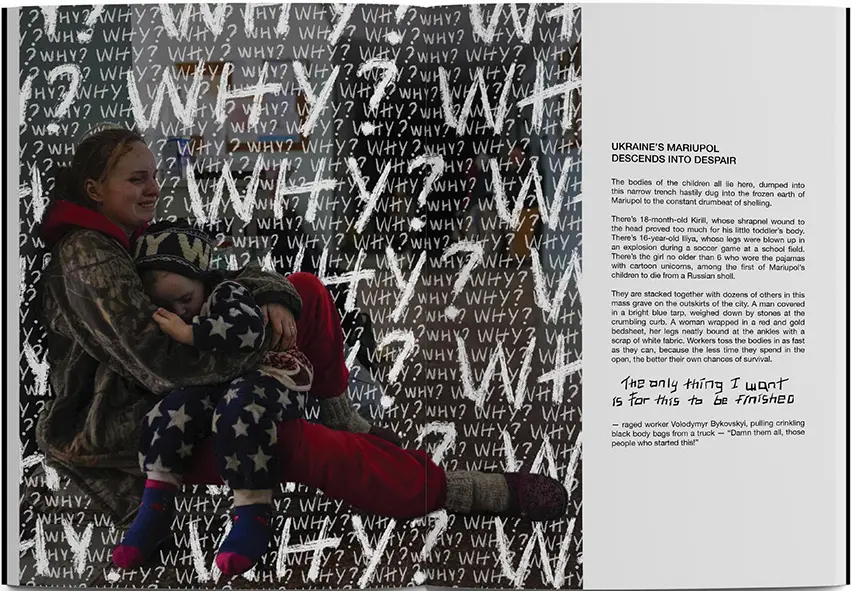 WHY? WHY?
WHY?
WHY?
WHY?
WHY?
WHY?
UKRAINE'S MARIUPOL
DESCENDS INTO DESPAIR
The bodies of the children all lie here, dumped into
this narrow trench hastily dug into the frozen earth of
Mariupol to the constant drumbeat of shelling.
There's 18-month-old Kirill, whose shrapnel wound to
the head proved too much for his little toddler's body.
There's 16-year-old Iliya, whose legs were blown up in
an explosion during a soccer game at a school field.
There's the girl no older than 6 who wore the pajamas
with cartoon unicorns, among the first of Mariupol's
children to die from a Russian shell.
They are stacked together with dozens of others in this
mass grave on the outskirts of the city. A man covered
in a bright blue tarp, weighed down by stones at the
crumbling curb. A woman wrapped in a red and gold
bedsheet, her legs neatly bound at the ankles with a
scrap of white fabric. Workers toss the bodies in as fast
as they can, because the less time they spend in the
open, the better their own chances of survival.
The only thing I want
is for this to be finished
— raged worker Volodymyr Bykovskyi, pulling crinkling
black body bags from a truck — “Damn them all, those
people who started this!”